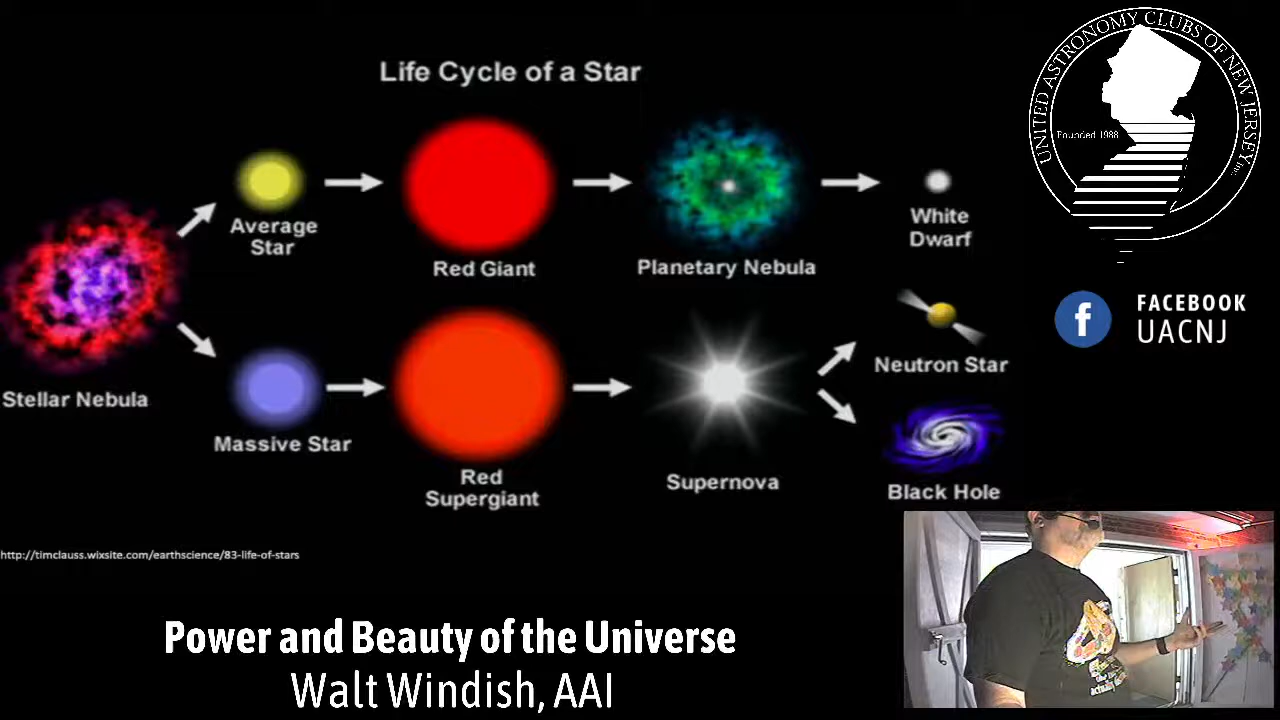 Life Cycle of a Star
Average
Star
Red Giant
Planetary Nebula
White
Dwarf
Stellar Nebula
Massive Star
Red
Supergiant
Supernova
Neutron Star
Black Hole
http://timclauss.wixsite.com/earthscience/83-life-of-stars
Power and Beauty of the Universe
Walt Windish, AAI
UNITED ASTRONOMY CLUBS OF NEW JERSEY, Inc.
Founded 1988
f
FACEBOOK
UACNJ
actually